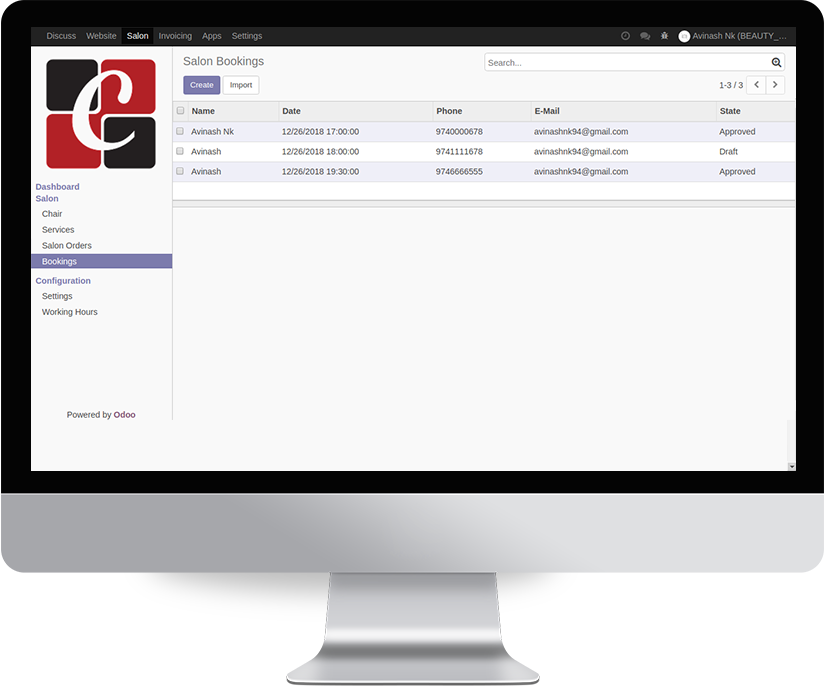 Discuss Website Salon Invoicing Apps Settings Avinash Nk (BEAUTY_...
C
Salon Bookings
Search...
Create Import
1-3 / 3
Name Date Phone E-Mail State
Avinash Nk 12/26/2018 17:00:00 9740000678 avinashnk94@gmail.com Approved
Avinash 12/26/2018 18:00:00 9741111678 avinashnk94@gmail.com Draft
Avinash 12/26/2018 19:30:00 9746666555 avinashnk94@gmail.com Approved
Dashboard
Salon
Chair
Services
Salon Orders
Bookings
Configuration
Settings
Working Hours
Powered by Odoo